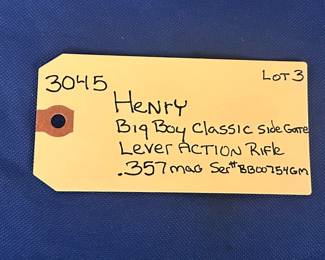 3045 LOT 3
Henry
Big Boy Classic Side Gate
Lever ACTION Rifle
.357 mag Ser# BB00754GM